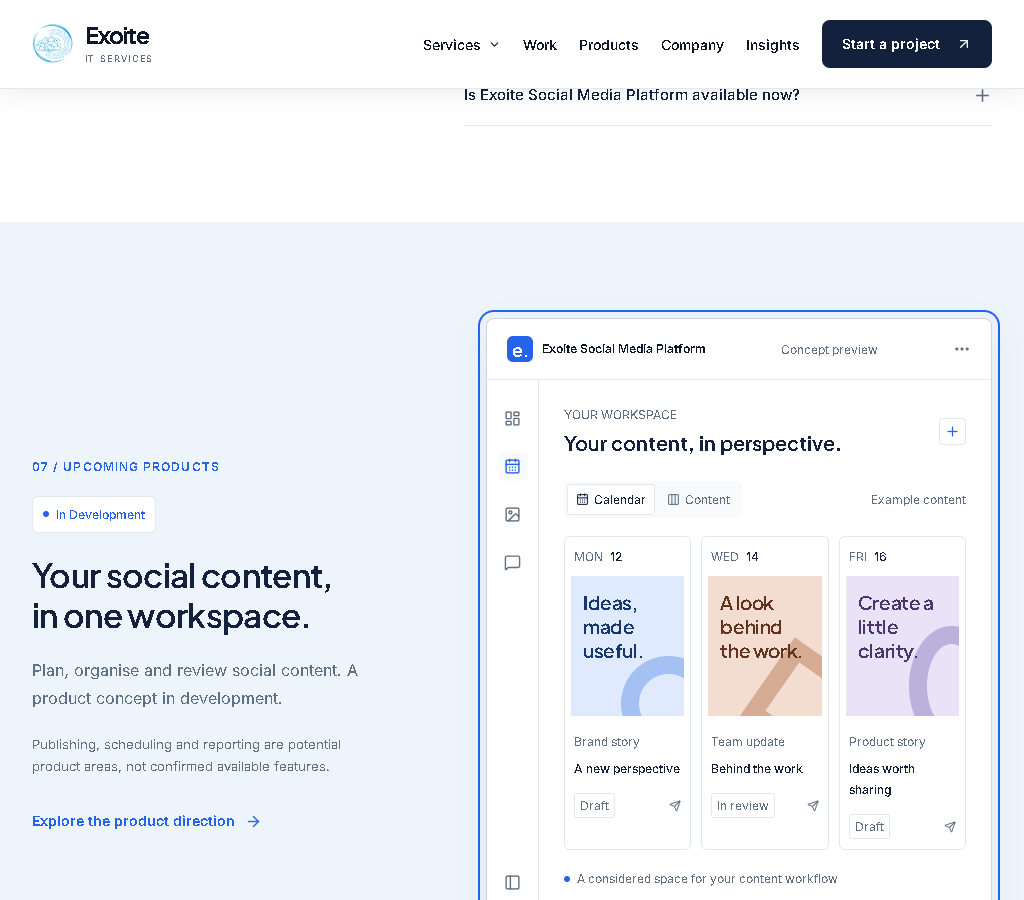 Exoite
IT SERVICES
Services
Work
Products
Company
Insights
Start a project
Is Exoite Social Media Platform available now?
07 / UPCOMING PRODUCTS
In Development
Your social content,
in one workspace.
Plan, organise and review social content. A
product concept in development.
Publishing, scheduling and reporting are potential
product areas, not confirmed available features.
Explore the product direction
e.
Exoite Social Media Platform
Concept preview
YOUR WORKSPACE
Your content, in perspective.
Calendar
Content
Example content
MON 12
Ideas,
made
useful.
Brand story
A new perspective
Draft
WED 14
A look
behind
the work.
Team update
Behind the work
In review
FRI 16
Create a
little
clarity.
Product story
Ideas worth
sharing
Draft
A considered space for your content workflow